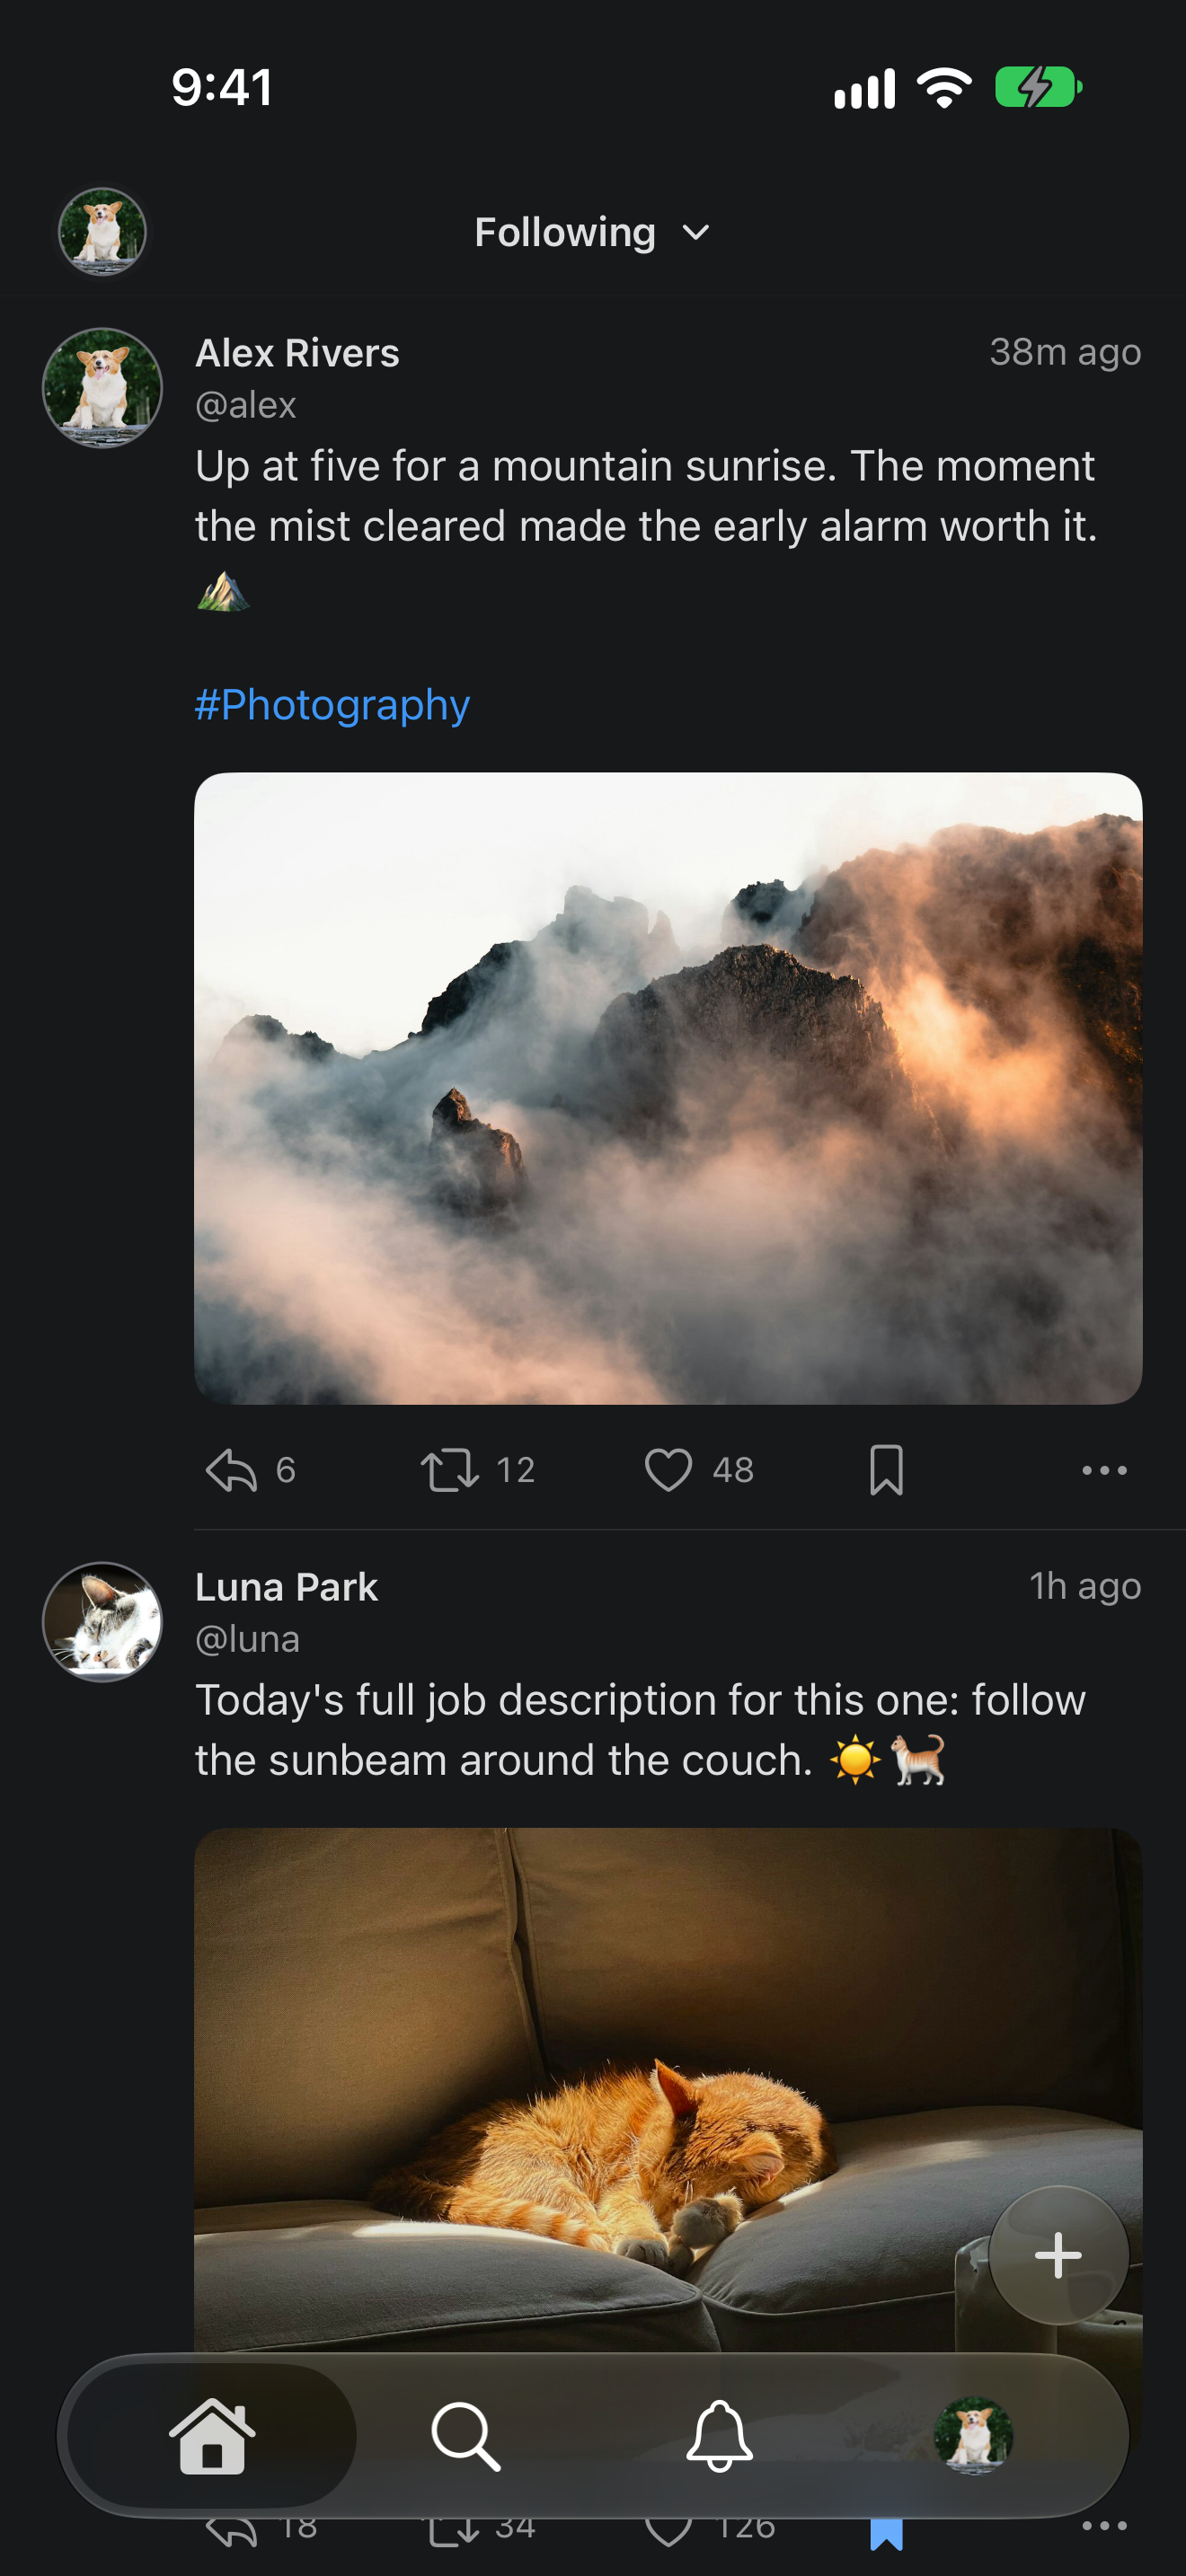 9:41
Following
Alex Rivers
38m ago
@alex
Up at five for a mountain sunrise. The moment
the mist cleared made the early alarm worth it.
⛰️
#Photography
6
12
48
Luna Park
1h ago
@luna
Today's full job description for this one: follow
the sunbeam around the couch. ☀️🐈
18
34
126